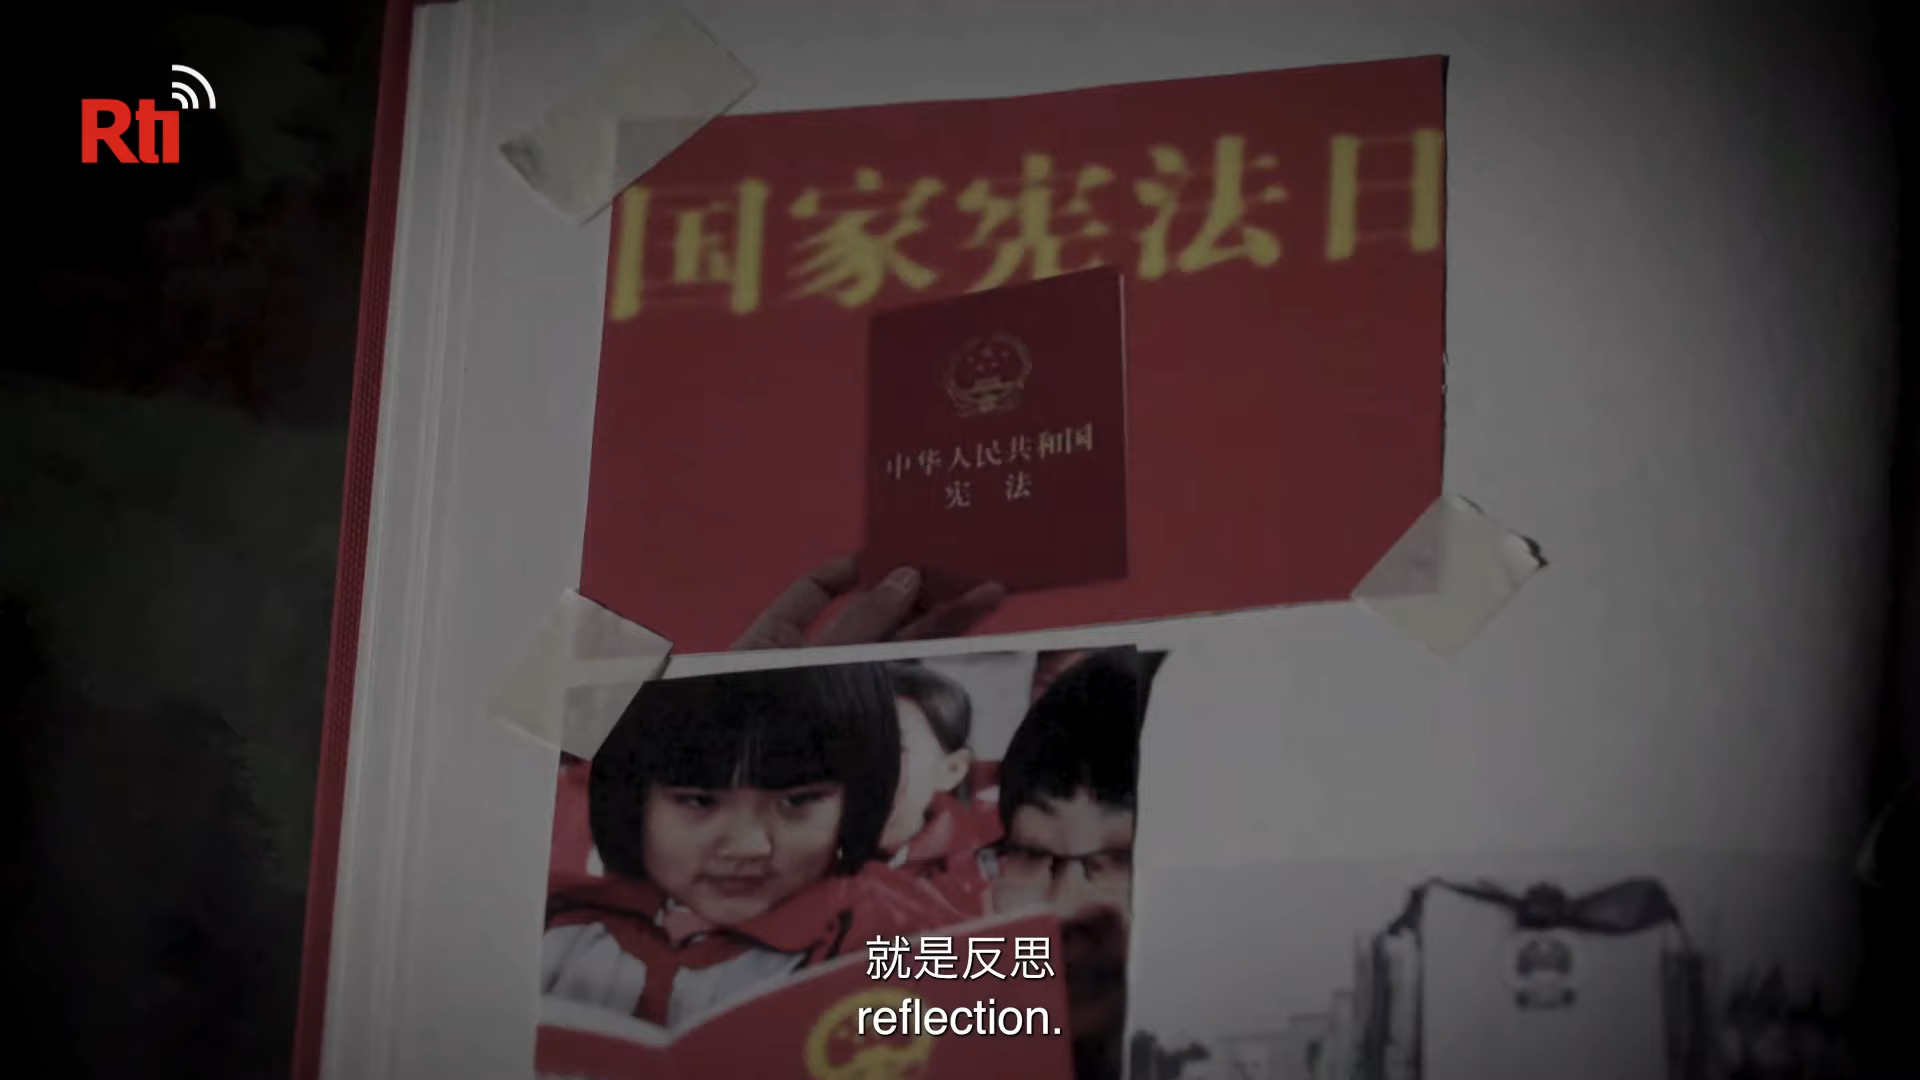 Rti
国家宪法日
中华人民共和国
宪 法
就是反思
reflection.